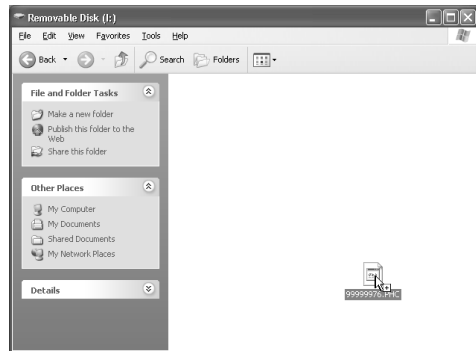 Removable Disk (I:)
File Edit View Favorites Tools Help
Back Search Folders
File and Folder Tasks
Make a new folder
Publish this folder to the
Web
Share this folder
Other Places
My Computer
My Documents
Shared Documents
My Network Places
Details
99999976.PHC